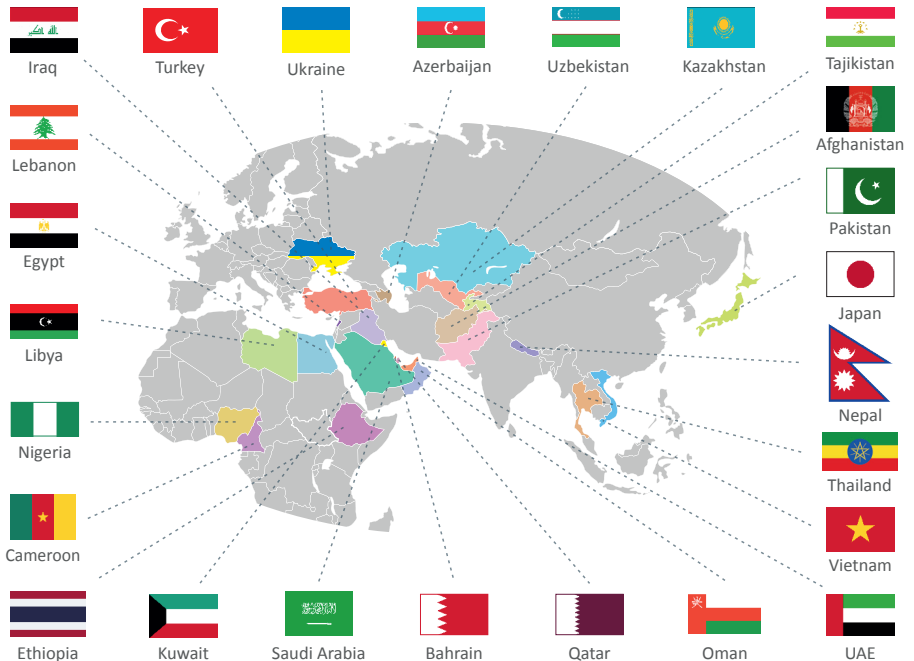 Iraq
Turkey
Ukraine
Azerbaijan
Uzbekistan
Kazakhstan
Tajikistan
Lebanon
Afghanistan
Egypt
Pakistan
Libya
Japan
Nigeria
Nepal
Cameroon
Thailand
Vietnam
Ethiopia
Kuwait
Saudi Arabia
Bahrain
Qatar
Oman
UAE